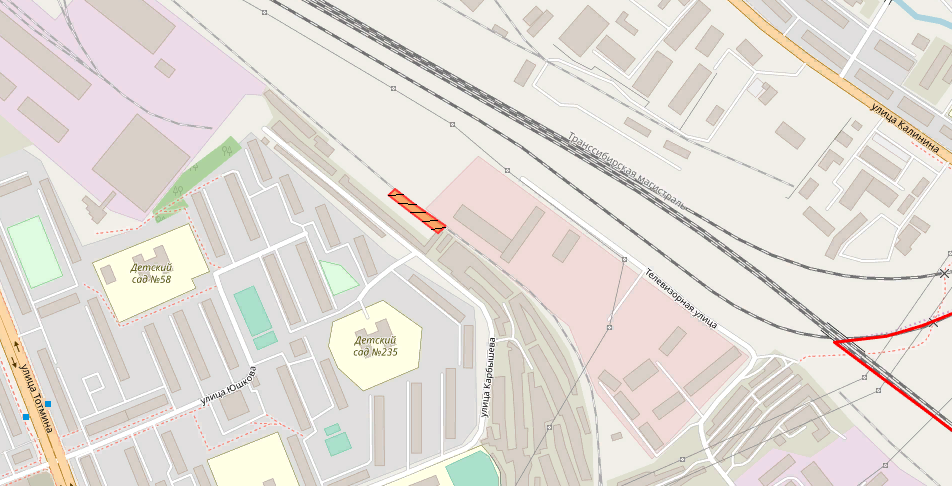 улица Калинина
Транссибирская магистраль
Детский
сад №58
Телевизорная улица
Детский
сад №235
улица Карбышева
улица Юшкова
улица Тотмина